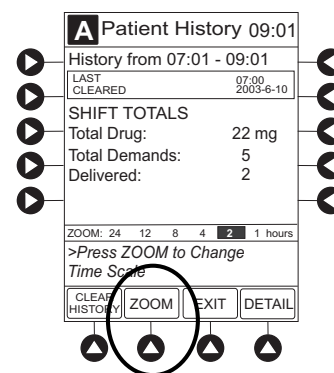 A Patient History 09:01
History from 07:01 - 09:01
LAST CLEARED 07:00 2003-6-10
SHIFT TOTALS
Total Drug: 22 mg
Total Demands: 5
Delivered: 2
ZOOM: 24 12 8 4 2 1 hours
>Press ZOOM to Change
Time Scale
CLEAR HISTORY ZOOM EXIT DETAIL